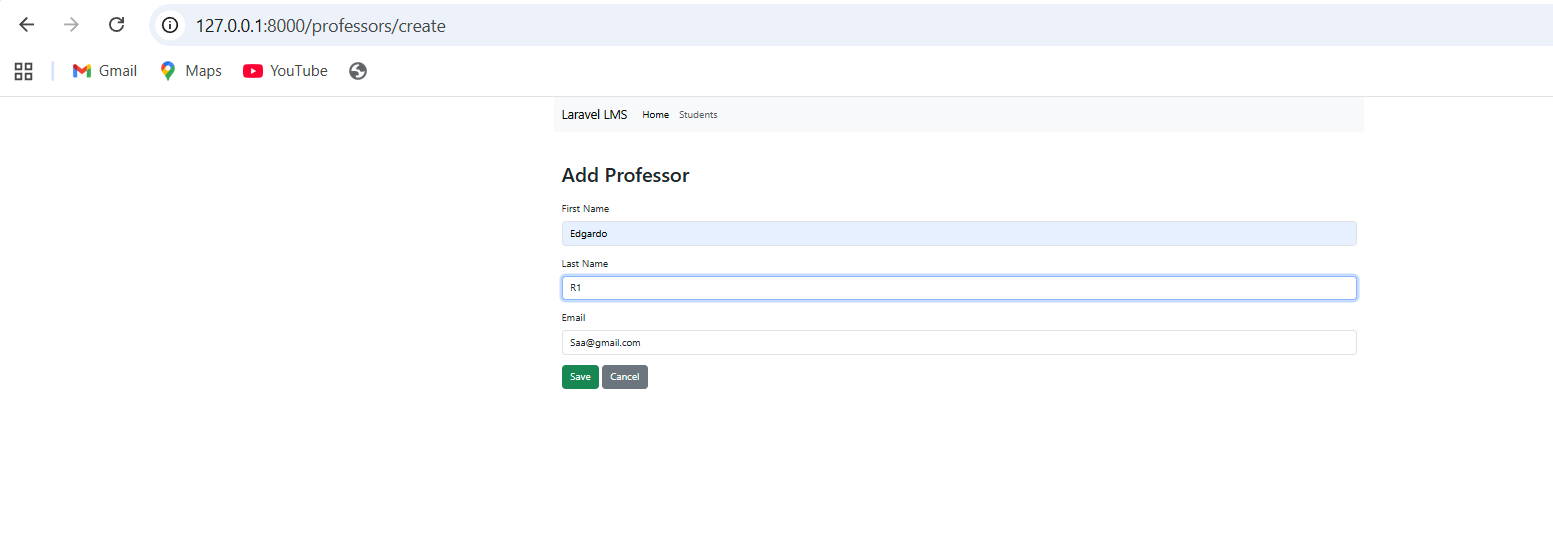 127.0.0.1:8000/professors/create
Gmail Maps YouTube
Laravel LMS Home Students
Add Professor
First Name
Edgardo
Last Name
R1
Email
Saa@gmail.com
Save Cancel